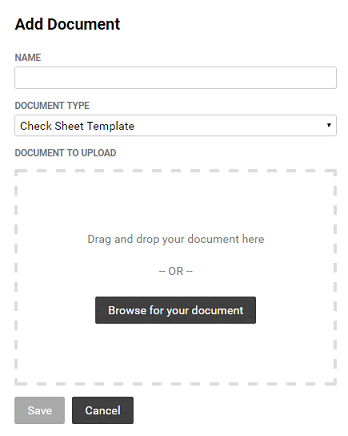 Add Document
NAME
DOCUMENT TYPE
Check Sheet Template
DOCUMENT TO UPLOAD
Drag and drop your document here
-- OR --
Browse for your document
Save Cancel